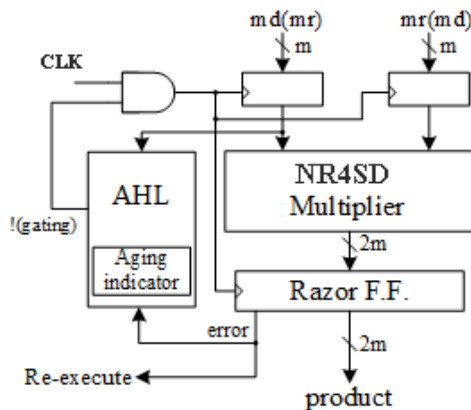 md(mr)
mr(md)
m
m
CLK
AHL
NR4SD
Multiplier
!(gating)
Aging
indicator
2m
Razor F.F.
error
2m
Re-execute
product